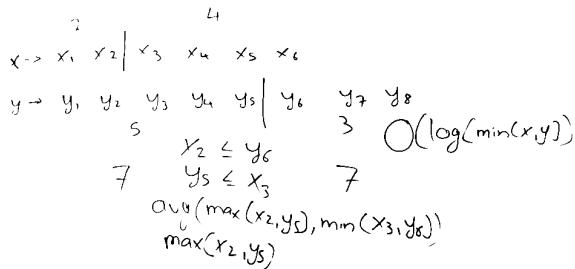 2 4
x -> x₁ x₂ | x₃ x₄ x₅ x₆
y -> y₁ y₂ y₃ y₄ y₅ | y₆ y₇ y₈
5 3 O(log(min(x,y))
x₂ ≤ y₆
7 y₅ ≤ x₃ 7
avg(max(x₂,y₅), min(x₃,y₆))
max(x₂,y₅)